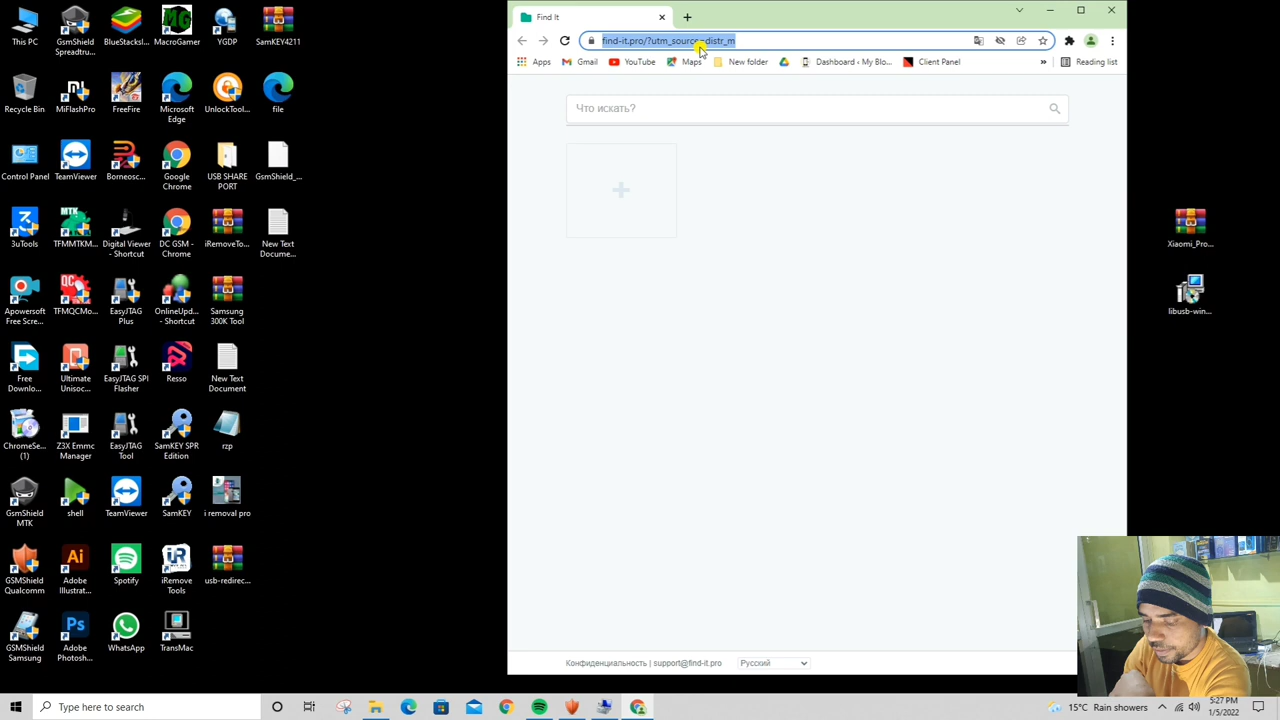 Find It
find-it.pro/?utm_source=distr_m
Apps
Gmail
YouTube
Maps
New folder
Dashboard ‹ My Blo...
Client Panel
»
Reading list
Что искать?
Конфиденциальность | support@find-it.pro
Русский
This PC
GsmShield
Spreadtru...
BlueStacksI...
MG
MacroGamer
YGDP
SamKEY4211
Recycle Bin
MiFlashPro
FreeFire
Microsoft
Edge
UnlockTool...
file
Control Panel
TeamViewer
Borneosc...
Google
Chrome
USB SHARE
PORT
GsmShield_...
3uTools
MTK
TFMMTKM...
Digital Viewer
- Shortcut
DC GSM -
Chrome
iRemoveTo...
New Text
Docume...
Apowersoft
Free Scre...
QC
TFMQCMo...
EasyJTAG
Plus
OnlineUpd...
- Shortcut
Samsung
300K Tool
Free
Downlo...
Ultimate
Unisoc...
EasyJTAG SPI
Flasher
Resso
New Text
Document
ChromeSe...
(1)
Z3X Emmc
Manager
EasyJTAG
Tool
SamKEY SPR
Edition
rzp
GsmShield
MTK
shell
TeamViewer
SamKEY
i removal pro
GSMShield
Qualcomm
Ai
Adobe
Illustrat...
Spotify
iR
iRemove
Tools
usb-redirec...
GSMShield
Samsung
Ps
Adobe
Photosh...
WhatsApp
TransMac
Xiaomi_Pro...
libusb-win...
Type here to search
15°C Rain showers
5:27 PM
1/5/2022